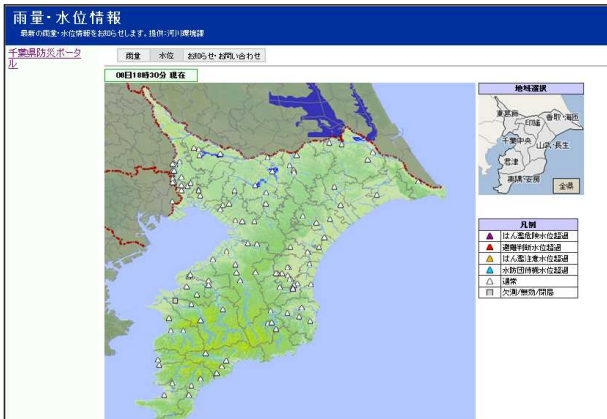 雨量・水位情報
最新の雨量・水位情報をお知らせします。提供:河川環境課
千葉県防災ポータ
ル
雨量 水位 お知らせ・お問い合わせ
08日18時30分 現在
地域選択
東葛飾
印旛
香取・海匝
千葉中央
山武・長生
君津
夷隅・安房
全県
凡例
はん濫危険水位超過
避難判断水位超過
はん濫注意水位超過
水防団待機水位超過
通常
欠測/無効/閉局